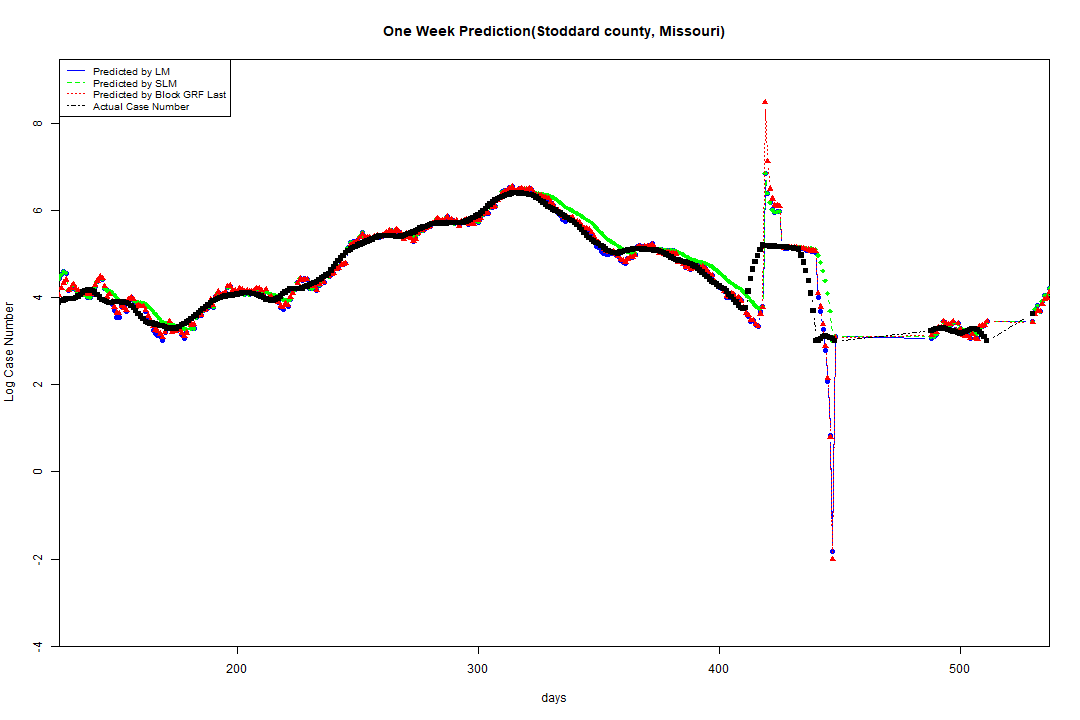 One Week Prediction(Stoddard county, Missouri)
Predicted by LM
Predicted by SLM
Predicted by Block GRF Last
Actual Case Number
8
6
4
2
0
-2
-4
Log Case Number
200 300 400 500
days